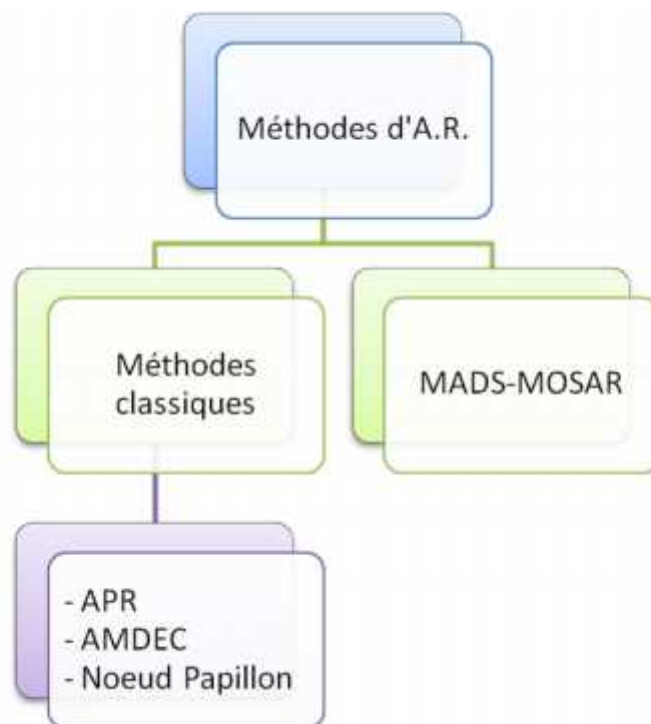 Méthodes d'A.R.
Méthodes
classiques
MADS-MOSAR
- APR
- AMDEC
- Noeud Papillon